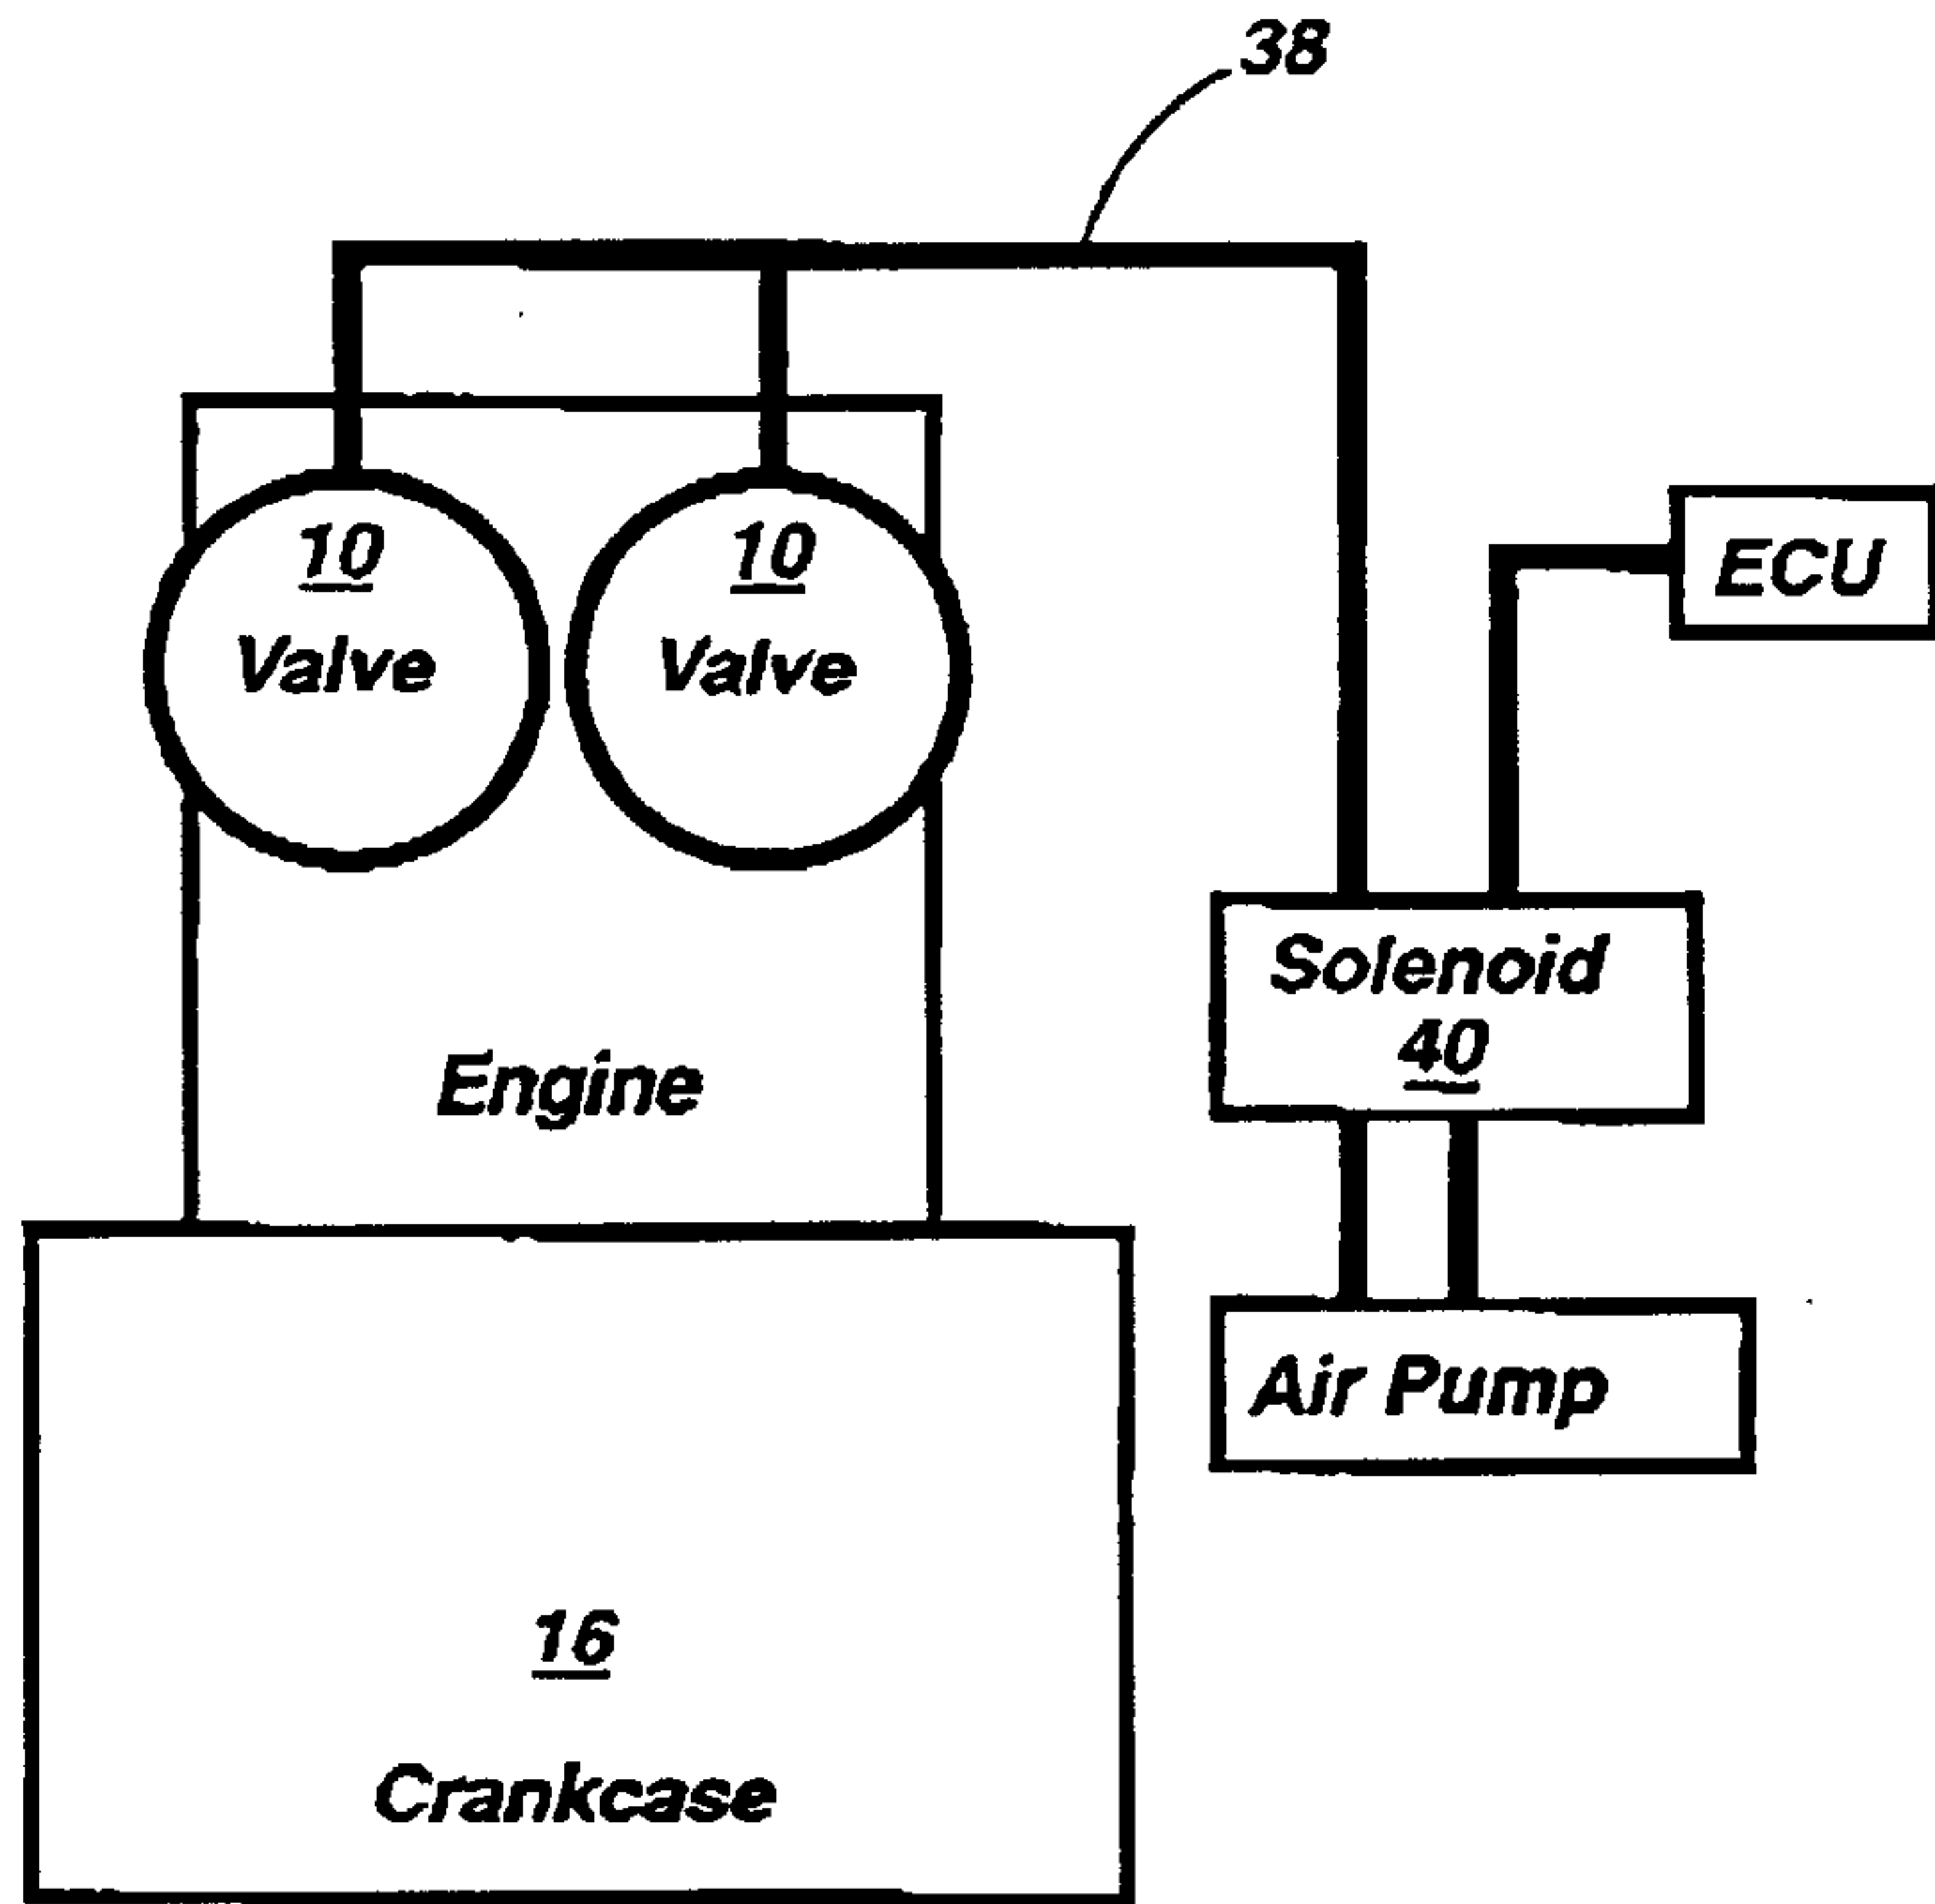 38
10
Valve
10
Valve
ECU
Solenoid
40
Engine
Air Pump
16
Crankcase